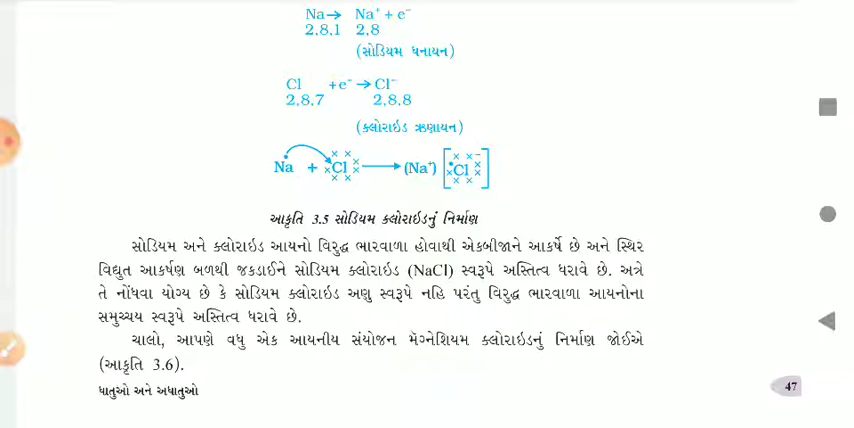 Na→ Na⁺ + e⁻
2,8,1 2,8
(સોડિયમ ધનાયન)
Cl +e⁻ → Cl⁻
2,8,7 2,8,8
(ક્લોરાઇડ ઋણાયન)
Na + Cl → (Na⁺) [Cl]⁻
આકૃતિ 3.5 સોડિયમ ક્લોરાઇડનું નિર્માણ
સોડિયમ અને ક્લોરાઇડ આયનો વિરુદ્ધ ભારવાળા હોવાથી એકબીજાને આકર્ષે છે અને સ્થિર
વિદ્યુત આકર્ષણ બળથી જકડાઈને સોડિયમ ક્લોરાઇડ (NaCl) સ્વરૂપે અસ્તિત્વ ધરાવે છે. અત્રે
તે નોંધવા યોગ્ય છે કે સોડિયમ ક્લોરાઇડ અણુ સ્વરૂપે નહિ પરંતુ વિરુદ્ધ ભારવાળા આયનોના
સમુચ્ચય સ્વરૂપે અસ્તિત્વ ધરાવે છે.
ચાલો, આપણે વધુ એક આયનીય સંયોજન મૅગ્નેશિયમ ક્લોરાઇડનું નિર્માણ જોઈએ
(આકૃતિ 3.6).
ધાતુઓ અને અધાતુઓ
47